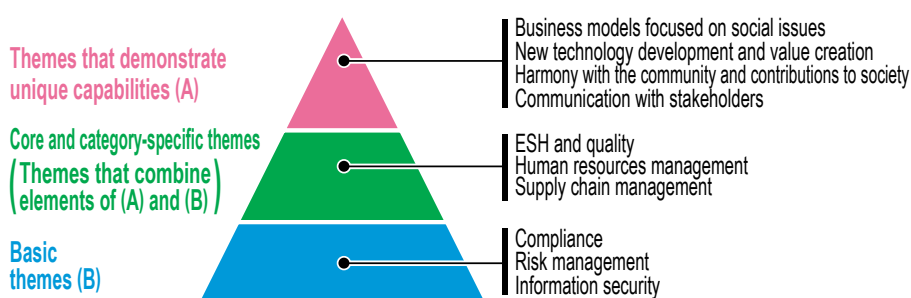 Themes that demonstrate
unique capabilities (A)
Business models focused on social issues
New technology development and value creation
Harmony with the community and contributions to society
Communication with stakeholders
Core and category-specific themes
(Themes that combine
elements of (A) and (B))
ESH and quality
Human resources management
Supply chain management
Basic
themes (B)
Compliance
Risk management
Information security